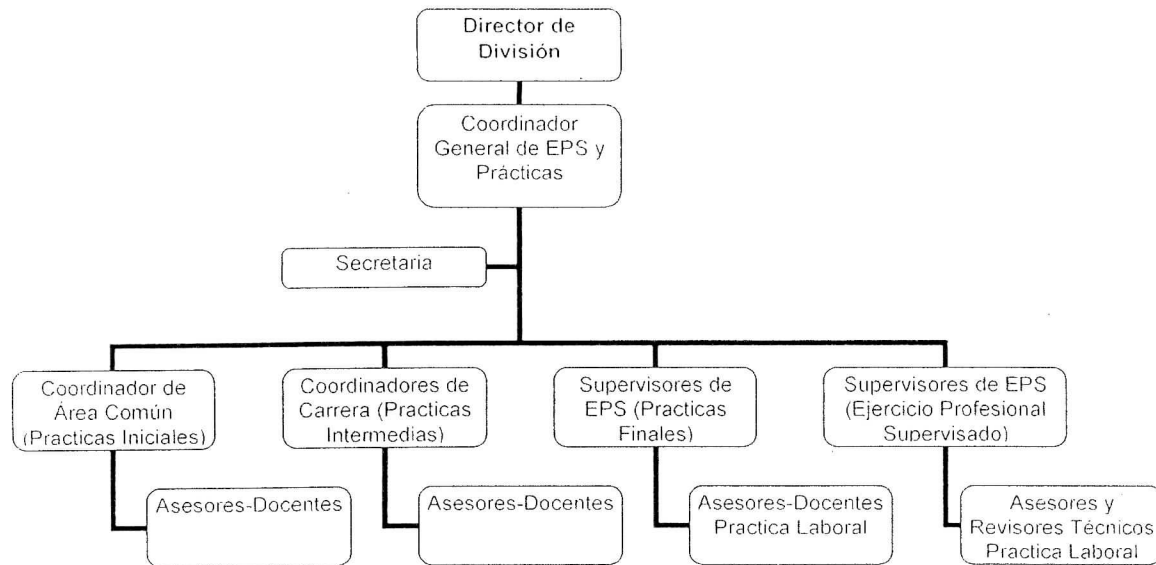 Director de
División
Coordinador
General de EPS y
Prácticas
Secretaria
Coordinador de
Área Común
(Practicas Iniciales)
Coordinadores de
Carrera (Practicas
Intermedias)
Supervisores de
EPS (Practicas
Finales)
Supervisores de EPS
(Ejercicio Profesional
Supervisado)
Asesores-Docentes
Asesores-Docentes
Asesores-Docentes
Practica Laboral
Asesores y
Revisores Técnicos
Practica Laboral